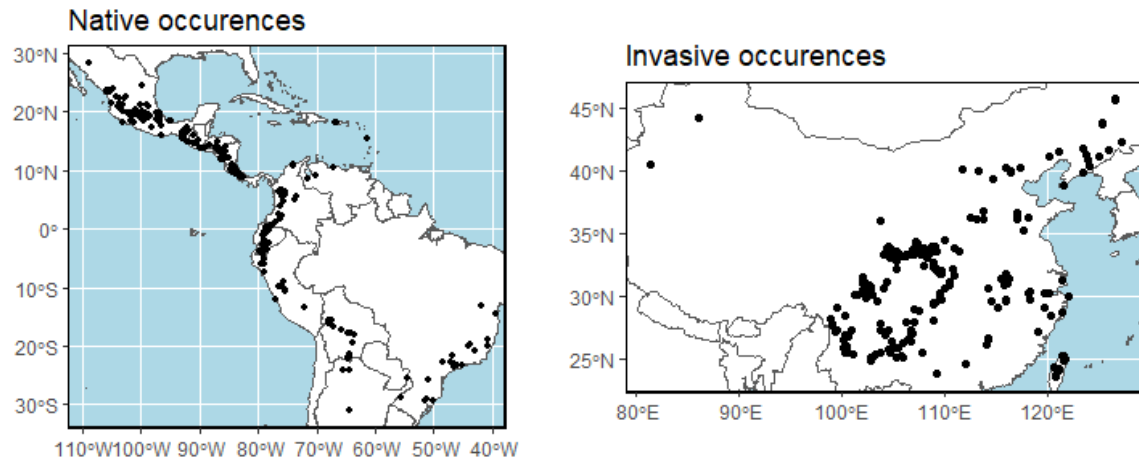 Native occurences
30°N
20°N
10°N
0°
10°S
20°S
30°S
110°W100°W 90°W 80°W 70°W 60°W 50°W 40°W
Invasive occurences
45°N
40°N
35°N
30°N
25°N
80°E 90°E 100°E 110°E 120°E